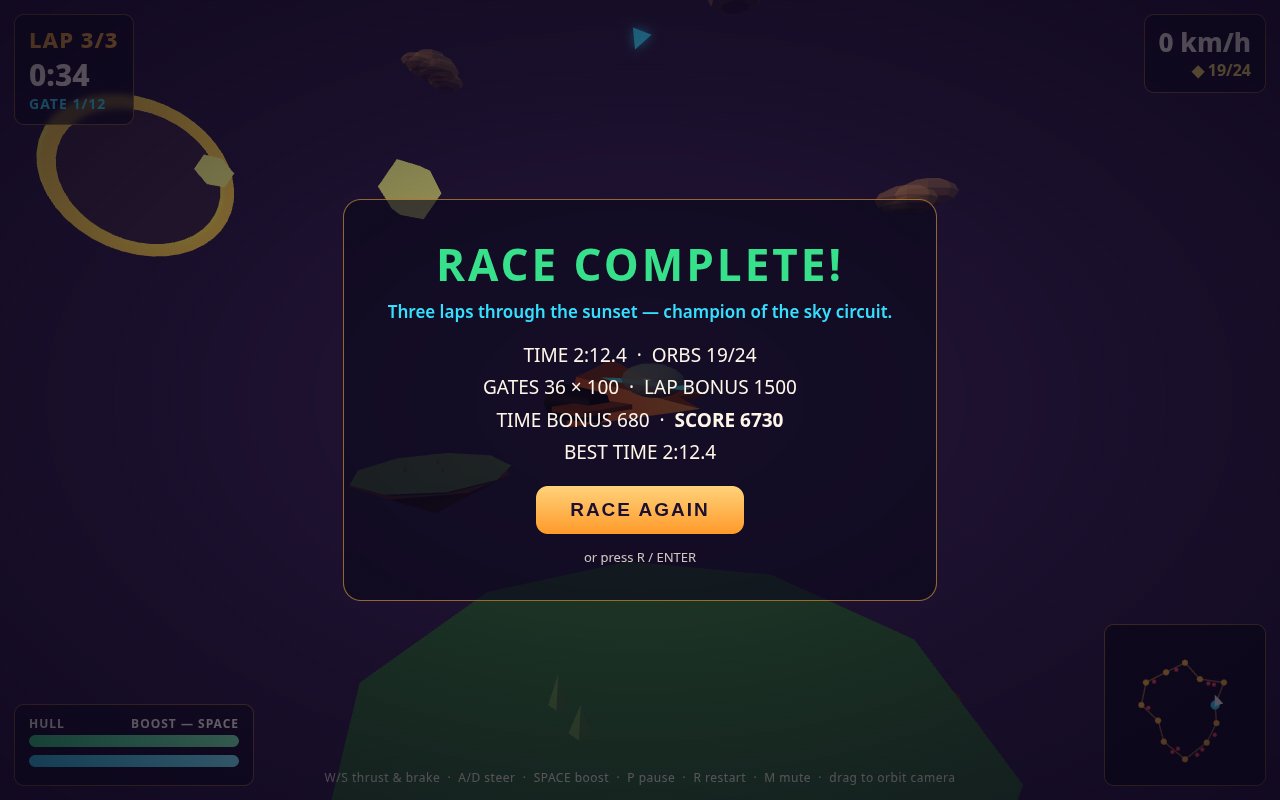 LAP 3/3
0:34
GATE 1/12
0 km/h
◆ 19/24
RACE COMPLETE!
Three laps through the sunset — champion of the sky circuit.
TIME 2:12.4 · ORBS 19/24
GATES 36 × 100 · LAP BONUS 1500
TIME BONUS 680 · SCORE 6730
BEST TIME 2:12.4
RACE AGAIN
or press R / ENTER
HULL BOOST — SPACE
W/S thrust & brake · A/D steer · SPACE boost · P pause · R restart · M mute · drag to orbit camera